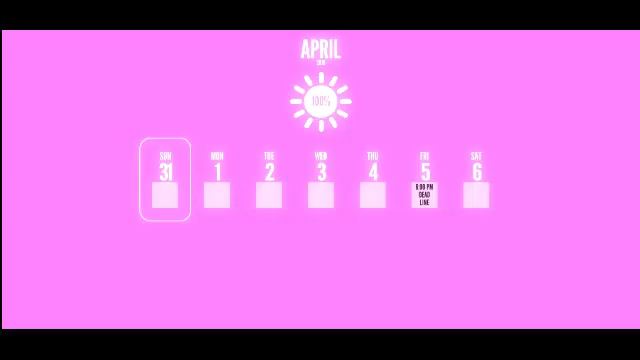 APRIL
100%
SUN MON TUE WED THU FRI SAT
31 1 2 3 4 5 6
6:00 PM
DEAD
LINE